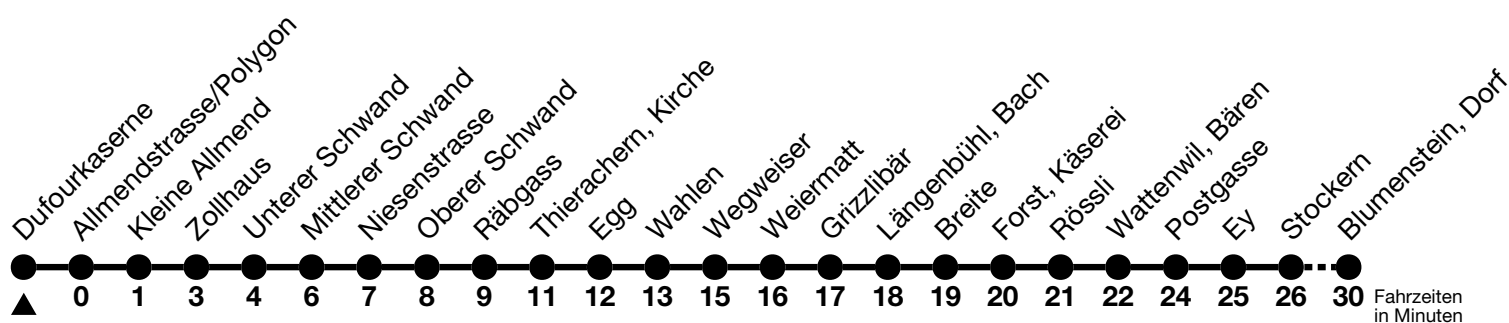 Dufourkaserne
Allmendstrasse/Polygon
Kleine Allmend
Zollhaus
Unterer Schwand
Mittlerer Schwand
Niesenstrasse
Oberer Schwand
Räbgass
Thierachern, Kirche
Egg
Wahlen
Wegweiser
Weiermatt
Grizzlibär
Längenbühl, Bach
Breite
Forst, Käserei
Rössli
Wattenwil, Bären
Postgasse
Ey
Stockern
Blumenstein, Dorf
0 1 3 4 6 7 8 9 11 12 13 15 16 17 18 19 20 21 22 24 25 26 30 Fahrzeiten
in Minuten